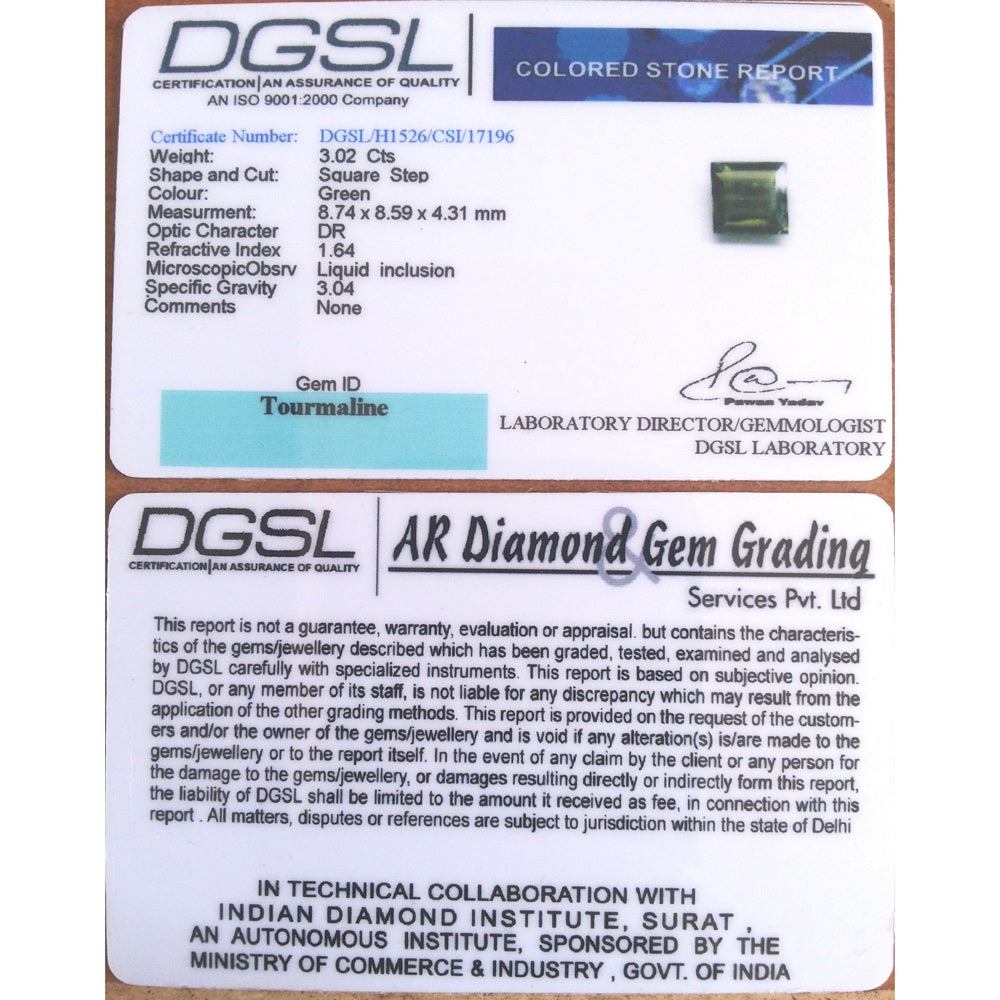 DGSL
CERTIFICATION|AN ASSURANCE OF QUALITY
AN ISO 9001:2000 Company
COLORED STONE REPORT
Certificate Number: DGSL/H1526/CSI/17196
Weight: 3.02 Cts
Shape and Cut: Square Step
Colour: Green
Measurment: 8.74 x 8.59 x 4.31 mm
Optic Character DR
Refractive Index 1.64
MicroscopicObsrv Liquid inclusion
Specific Gravity 3.04
Comments None
Gem ID
Tourmaline
Pawan Yadav
LABORATORY DIRECTOR/GEMMOLOGIST
DGSL LABORATORY
DGSL
CERTIFICATION|AN ASSURANCE OF QUALITY
AR Diamond & Gem Grading
Services Pvt. Ltd
This report is not a guarantee, warranty, evaluation or appraisal. but contains the characteris-
tics of the gems/jewellery described which has been graded, tested, examined and analysed
by DGSL carefully with specialized instruments. This report is based on subjective opinion.
DGSL, or any member of its staff, is not liable for any discrepancy which may result from the
application of the other grading methods. This report is provided on the request of the custom-
ers and/or the owner of the gems/jewellery and is void if any alteration(s) is/are made to the
gems/jewellery or to the report itself. In the event of any claim by the client or any person for
the damage to the gems/jewellery, or damages resulting directly or indirectly form this report,
the liability of DGSL shall be limited to the amount it received as fee, in connection with this
report . All matters, disputes or references are subject to jurisdiction within the state of Delhi
IN TECHNICAL COLLABORATION WITH
INDIAN DIAMOND INSTITUTE, SURAT ,
AN AUTONOMOUS INSTITUTE, SPONSORED BY THE
MINISTRY OF COMMERCE & INDUSTRY , GOVT. OF INDIA